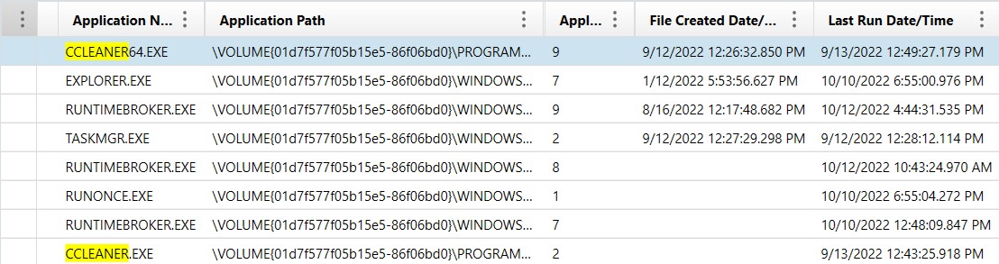 Application N... Application Path Appl... File Created Date/... Last Run Date/Time
CCLEANER64.EXE \VOLUME{01d7f577f05b15e5-86f06bd0}\PROGRAM... 9 9/12/2022 12:26:32.850 PM 9/13/2022 12:49:27.179 PM
EXPLORER.EXE \VOLUME{01d7f577f05b15e5-86f06bd0}\WINDOWS... 7 1/12/2022 5:53:56.627 PM 10/10/2022 6:55:00.976 PM
RUNTIMEBROKER.EXE \VOLUME{01d7f577f05b15e5-86f06bd0}\WINDOWS... 9 8/16/2022 12:17:48.682 PM 10/12/2022 4:44:31.535 PM
TASKMGR.EXE \VOLUME{01d7f577f05b15e5-86f06bd0}\WINDOWS... 2 9/12/2022 12:27:29.298 PM 9/12/2022 12:28:12.114 PM
RUNTIMEBROKER.EXE \VOLUME{01d7f577f05b15e5-86f06bd0}\WINDOWS... 8 10/12/2022 10:43:24.970 AM
RUNONCE.EXE \VOLUME{01d7f577f05b15e5-86f06bd0}\WINDOWS... 1 10/10/2022 6:55:04.272 PM
RUNTIMEBROKER.EXE \VOLUME{01d7f577f05b15e5-86f06bd0}\WINDOWS... 7 10/10/2022 12:48:09.847 PM
CCLEANER.EXE \VOLUME{01d7f577f05b15e5-86f06bd0}\PROGRAM... 2 9/13/2022 12:43:25.918 PM